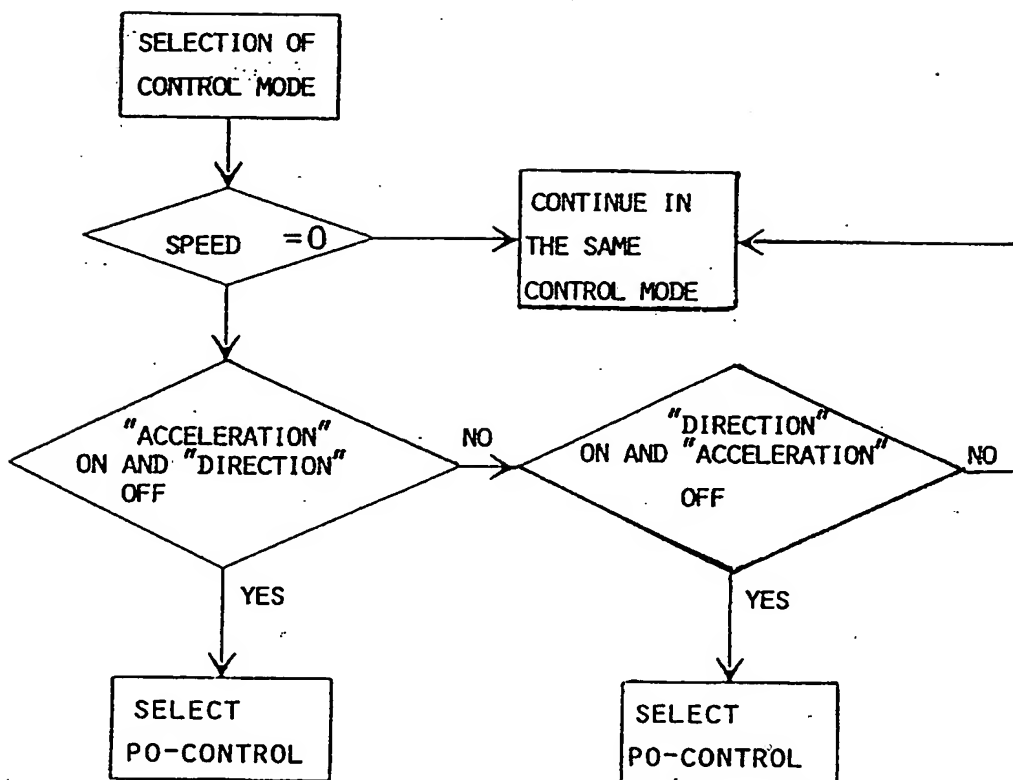 SELECTION OF
CONTROL MODE
SPEED =0
CONTINUE IN
THE SAME
CONTROL MODE
"ACCELERATION"
ON AND "DIRECTION"
OFF
NO
"DIRECTION"
ON AND "ACCELERATION"
OFF
NO
YES
YES
SELECT
PO-CONTROL
SELECT
PO-CONTROL